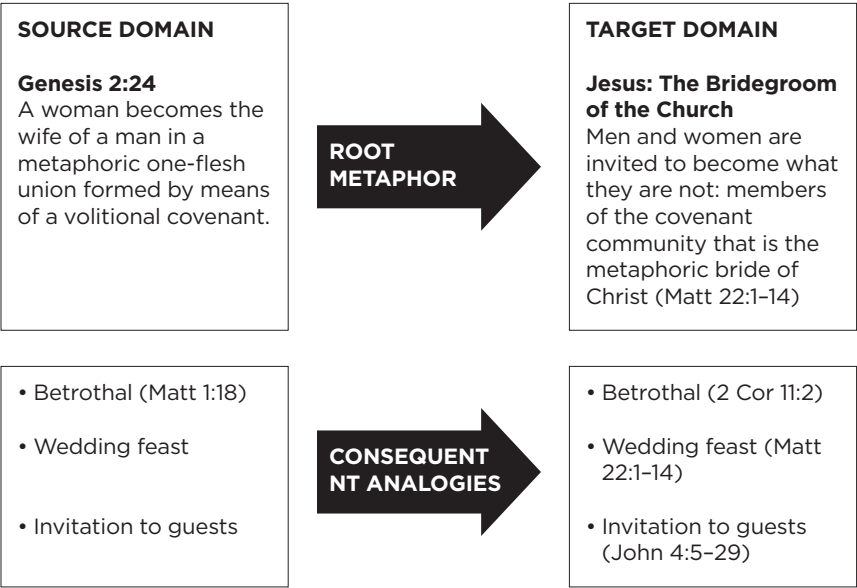 SOURCE DOMAIN
Genesis 2:24
A woman becomes the
wife of a man in a
metaphoric one-flesh
union formed by means
of a volitional covenant.
ROOT
METAPHOR
TARGET DOMAIN
Jesus: The Bridegroom
of the Church
Men and women are
invited to become what
they are not: members
of the covenant
community that is the
metaphoric bride of
Christ (Matt 22:1–14)
• Betrothal (Matt 1:18)
• Wedding feast
• Invitation to guests
CONSEQUENT
NT ANALOGIES
• Betrothal (2 Cor 11:2)
• Wedding feast (Matt
22:1–14)
• Invitation to guests
(John 4:5–29)